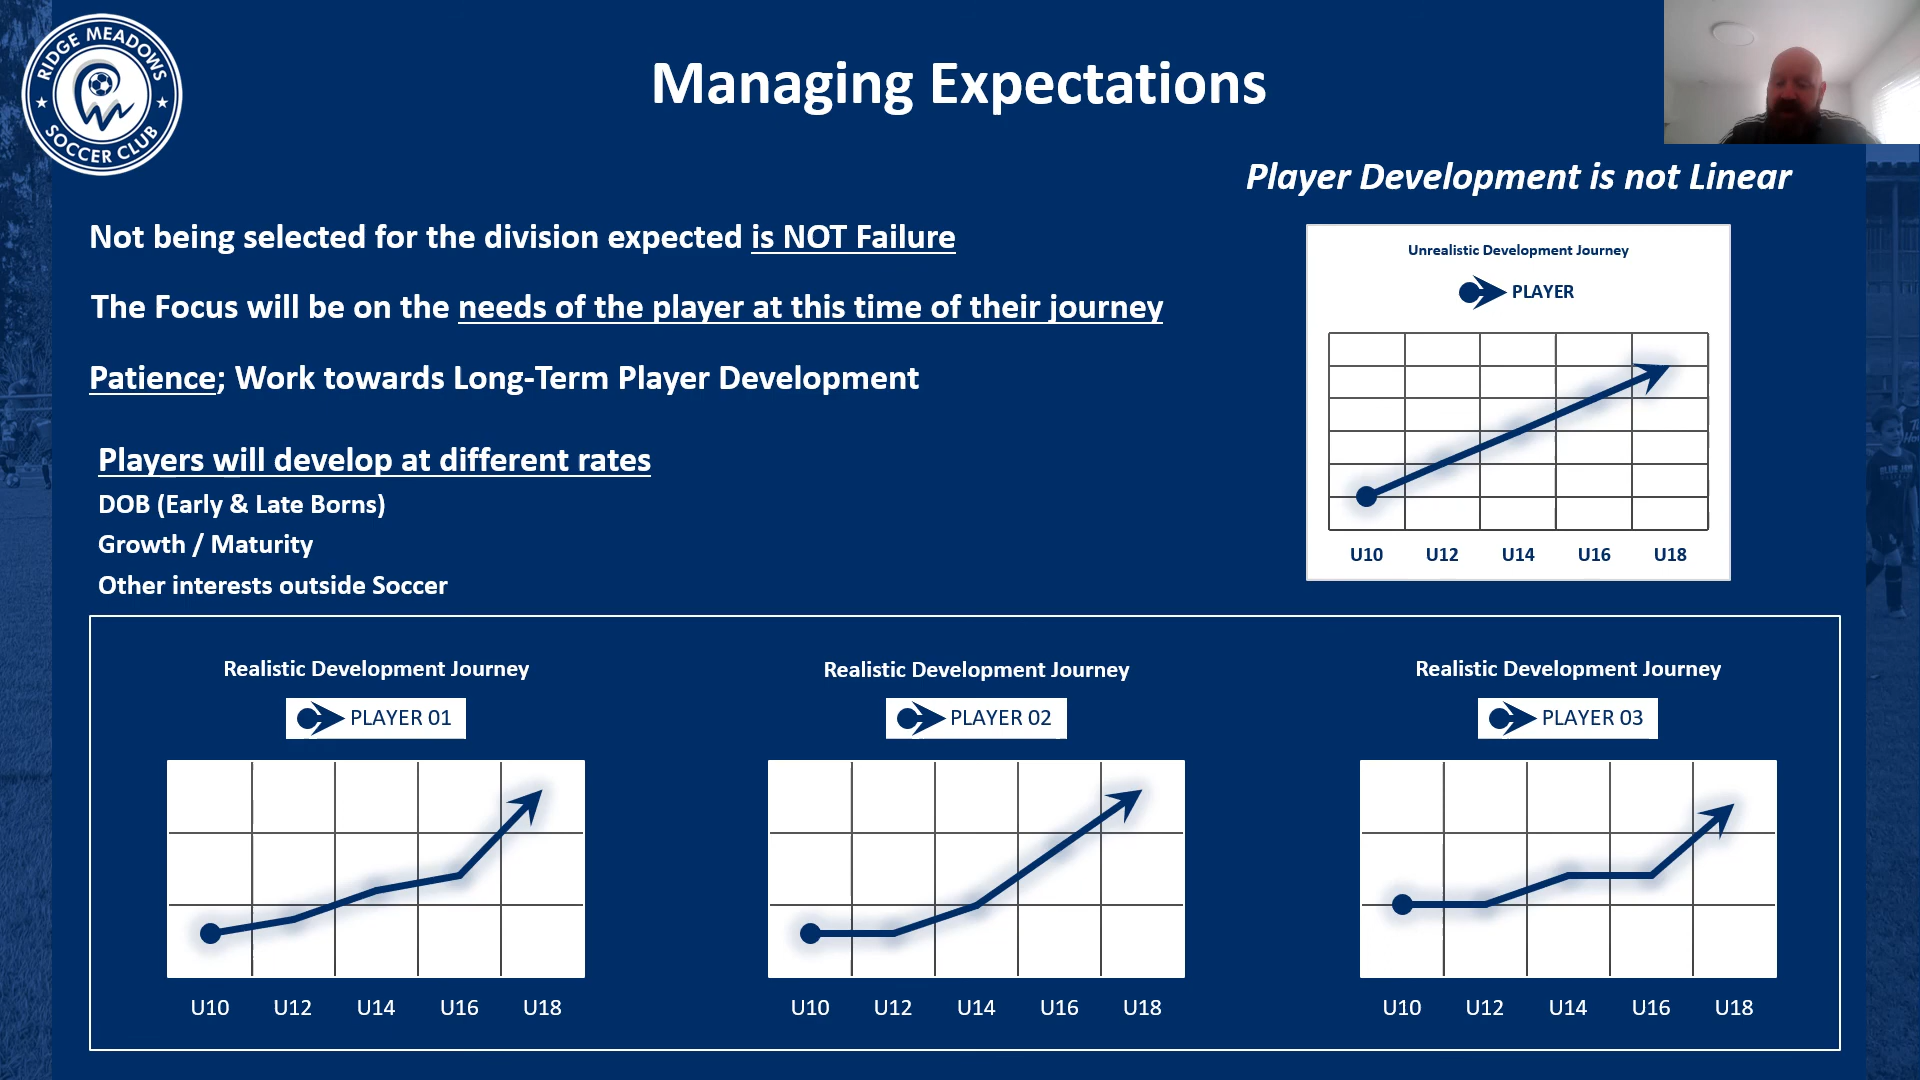 RIDGE MEADOWS
SOCCER CLUB
Managing Expectations
Player Development is not Linear
Not being selected for the division expected is NOT Failure
The Focus will be on the needs of the player at this time of their journey
Patience; Work towards Long-Term Player Development
Players will develop at different rates
DOB (Early & Late Borns)
Growth / Maturity
Other interests outside Soccer
Unrealistic Development Journey
PLAYER
U10 U12 U14 U16 U18
Realistic Development Journey
PLAYER 01
U10 U12 U14 U16 U18
Realistic Development Journey
PLAYER 02
U10 U12 U14 U16 U18
Realistic Development Journey
PLAYER 03
U10 U12 U14 U16 U18